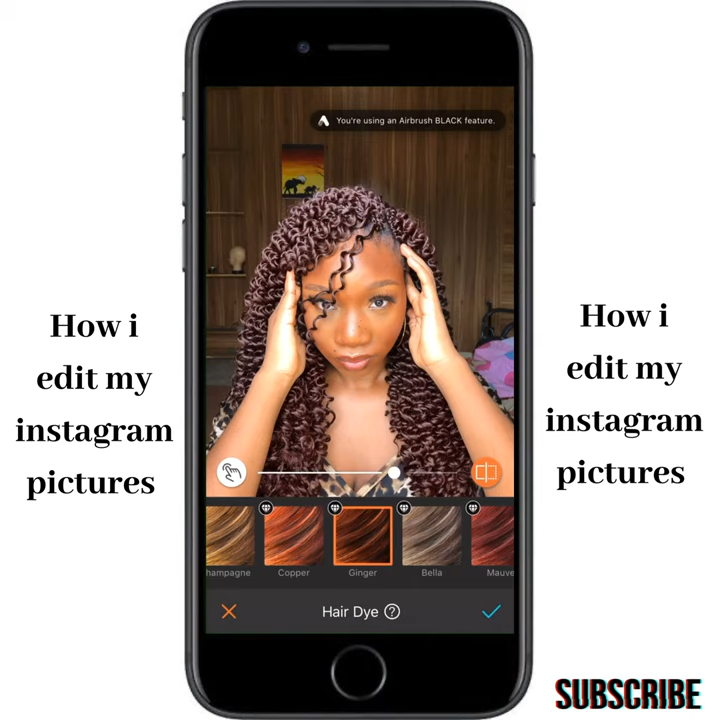 You're using an Airbrush BLACK feature.
How i
edit my
instagram
pictures
How i
edit my
instagram
pictures
hampagne
Copper
Ginger
Bella
Mauve
Hair Dye ?
SUBSCRIBE